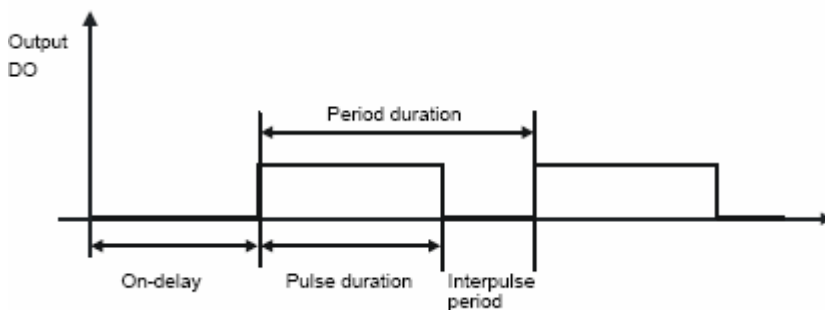 Output
DO
Period duration
On-delay
Pulse duration
Interpulse
period